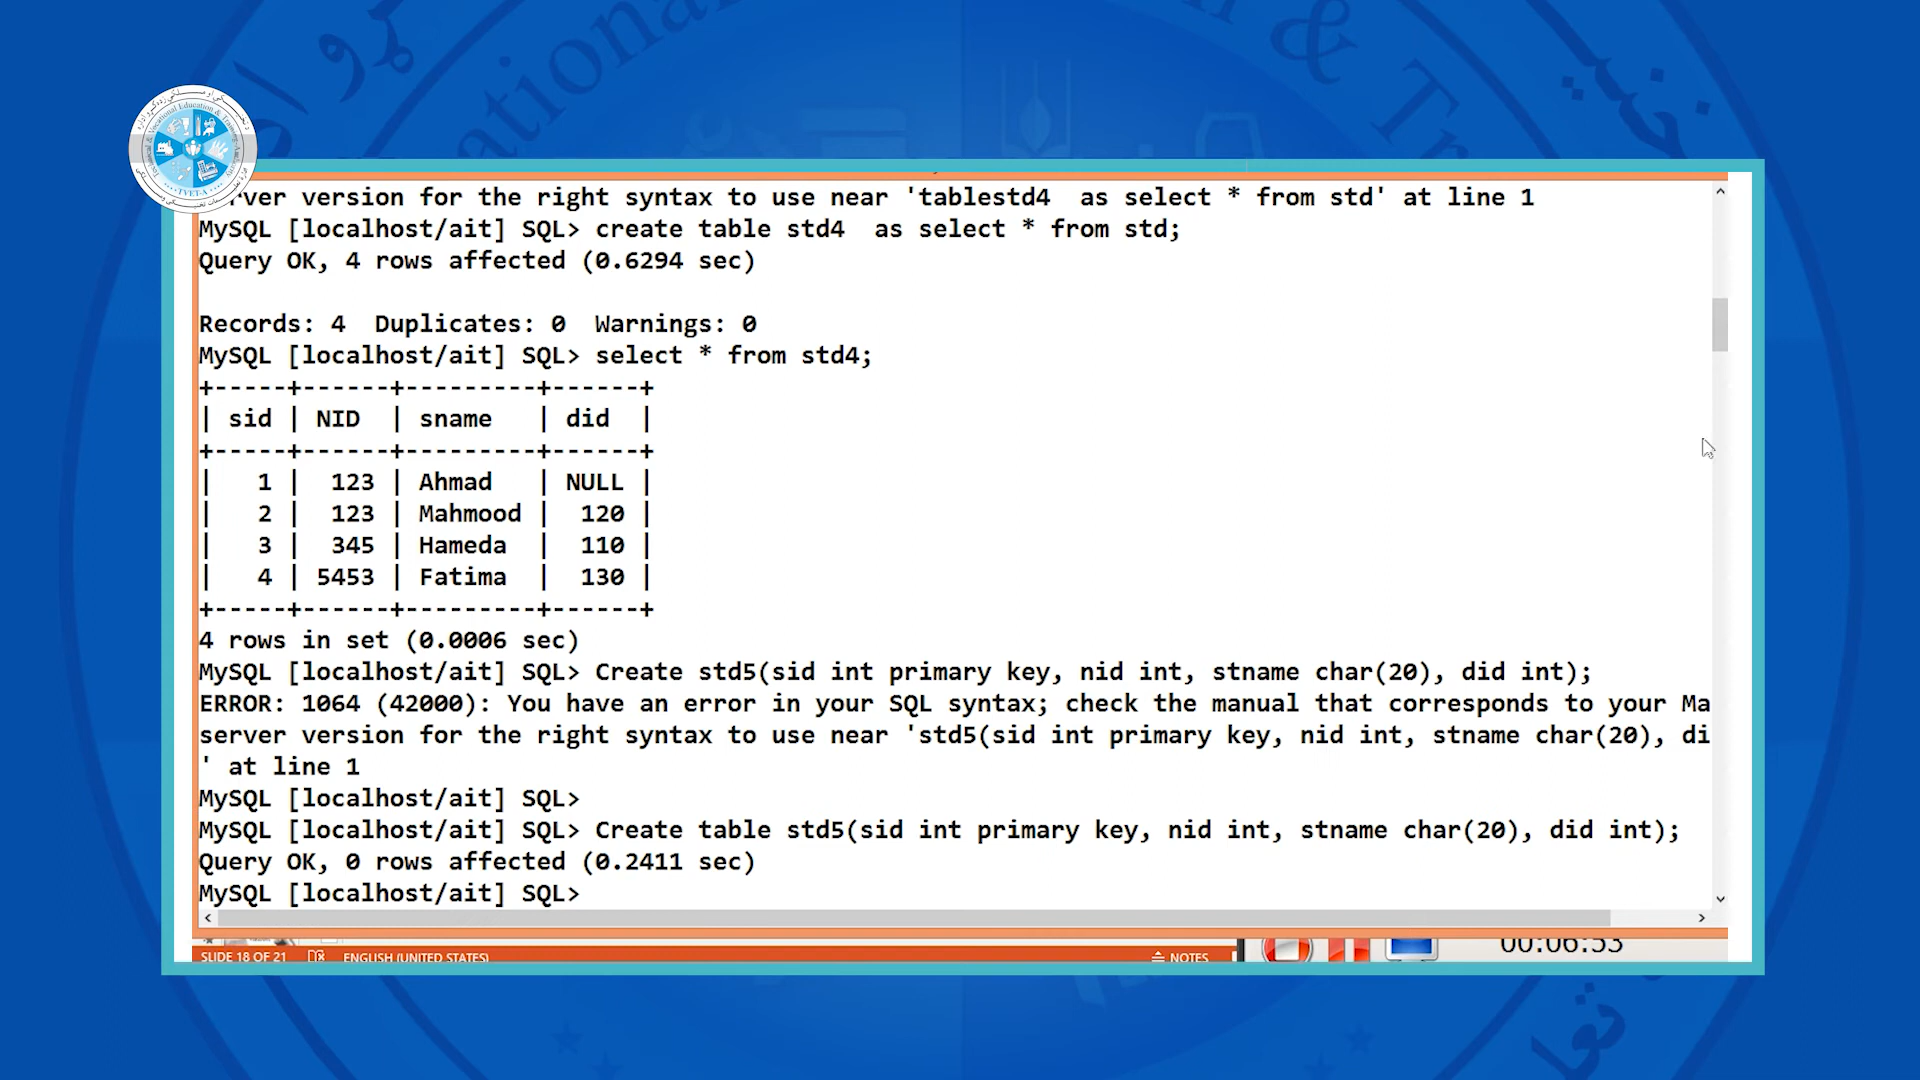 rver version for the right syntax to use near 'tablestd4  as select * from std' at line 1
MySQL [localhost/ait] SQL> create table std4  as select * from std;
Query OK, 4 rows affected (0.6294 sec)
Records: 4  Duplicates: 0  Warnings: 0
MySQL [localhost/ait] SQL> select * from std4;
+-----+------+---------+------+
| sid | NID  | sname   | did  |
+-----+------+---------+------+
|   1 |  123 | Ahmad   | NULL |
|   2 |  123 | Mahmood |  120 |
|   3 |  345 | Hameda  |  110 |
|   4 | 5453 | Fatima  |  130 |
+-----+------+---------+------+
4 rows in set (0.0006 sec)
MySQL [localhost/ait] SQL> Create std5(sid int primary key, nid int, stname char(20), did int);
ERROR: 1064 (42000): You have an error in your SQL syntax; check the manual that corresponds to your Ma
server version for the right syntax to use near 'std5(sid int primary key, nid int, stname char(20), di
' at line 1
MySQL [localhost/ait] SQL>
MySQL [localhost/ait] SQL> Create table std5(sid int primary key, nid int, stname char(20), did int);
Query OK, 0 rows affected (0.2411 sec)
MySQL [localhost/ait] SQL>
SLIDE 18 OF 21
ENGLISH (UNITED STATES)
NOTES
00:06:53
ational
& Tr
TVET-A